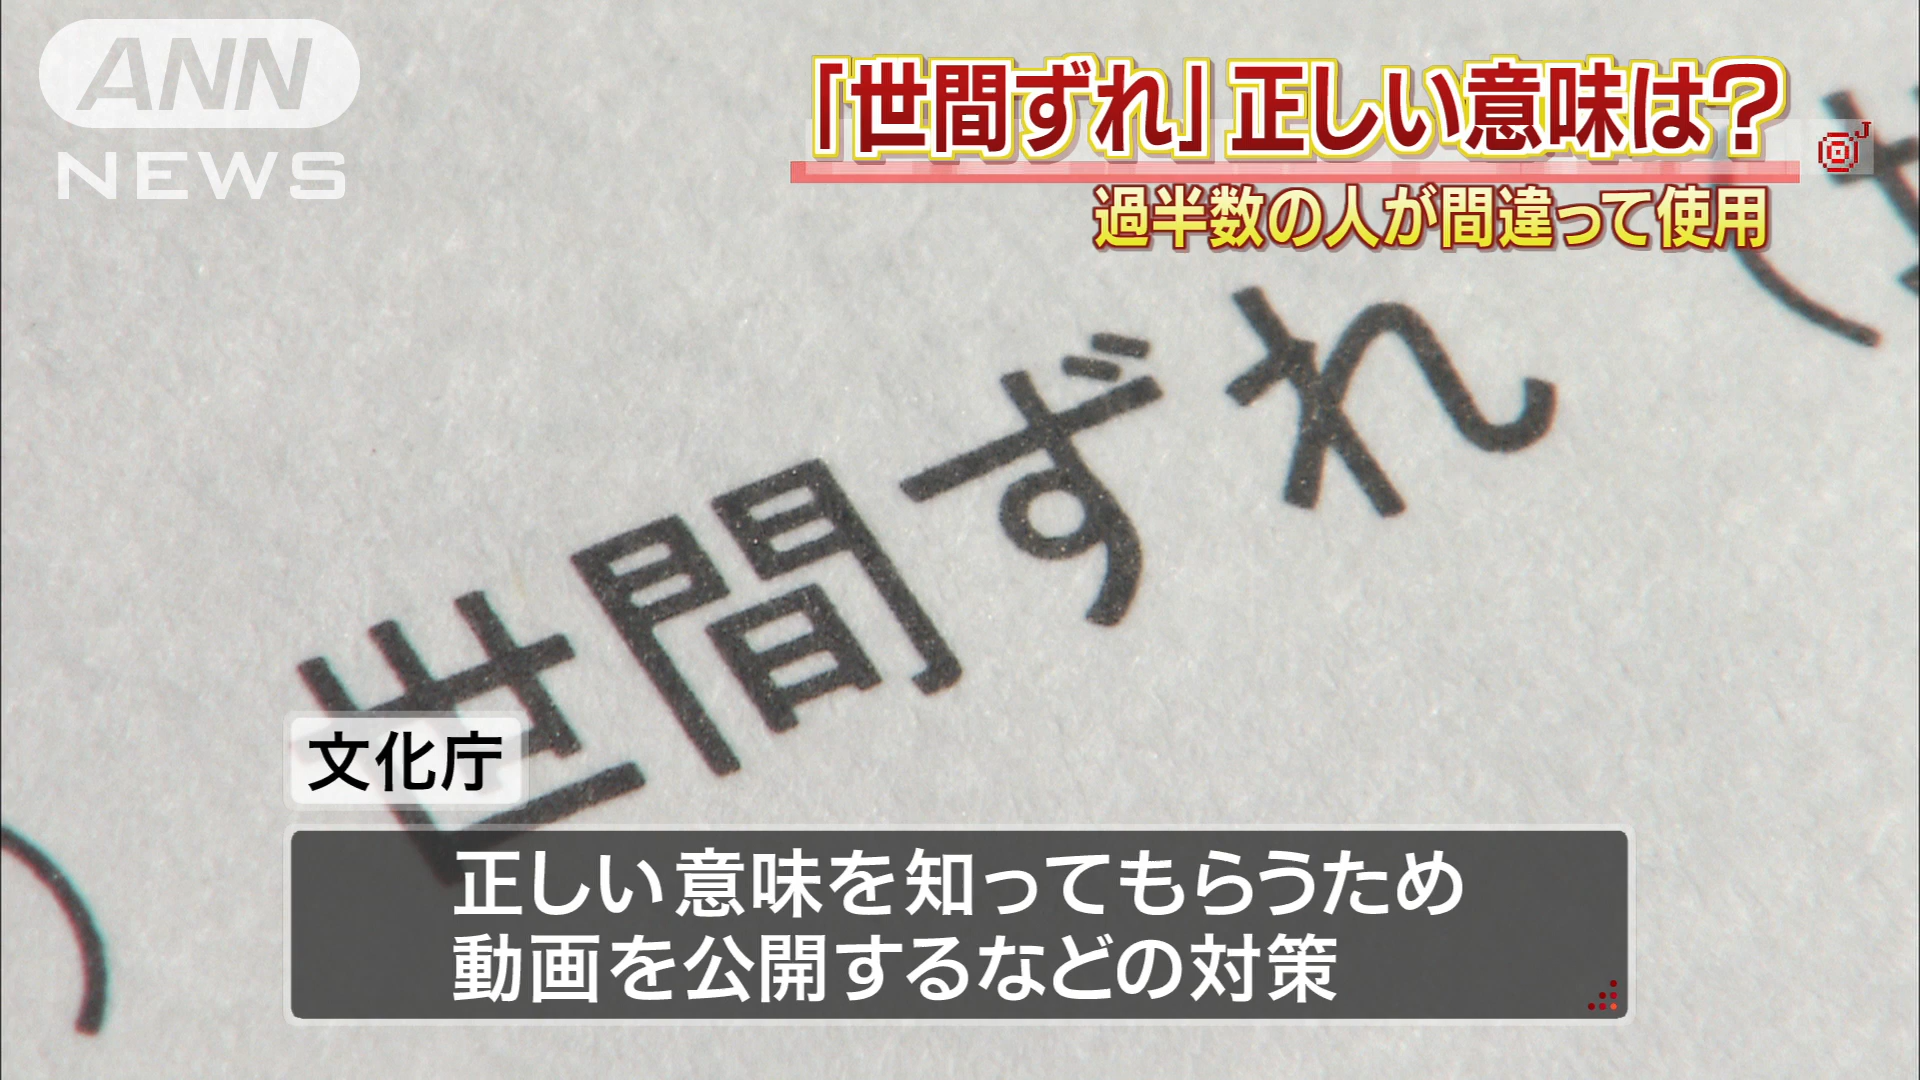 ANN
NEWS
「世間ずれ」正しい意味は?
過半数の人が間違って使用
世間ずれ
文化庁
正しい意味を知ってもらうため
動画を公開するなどの対策